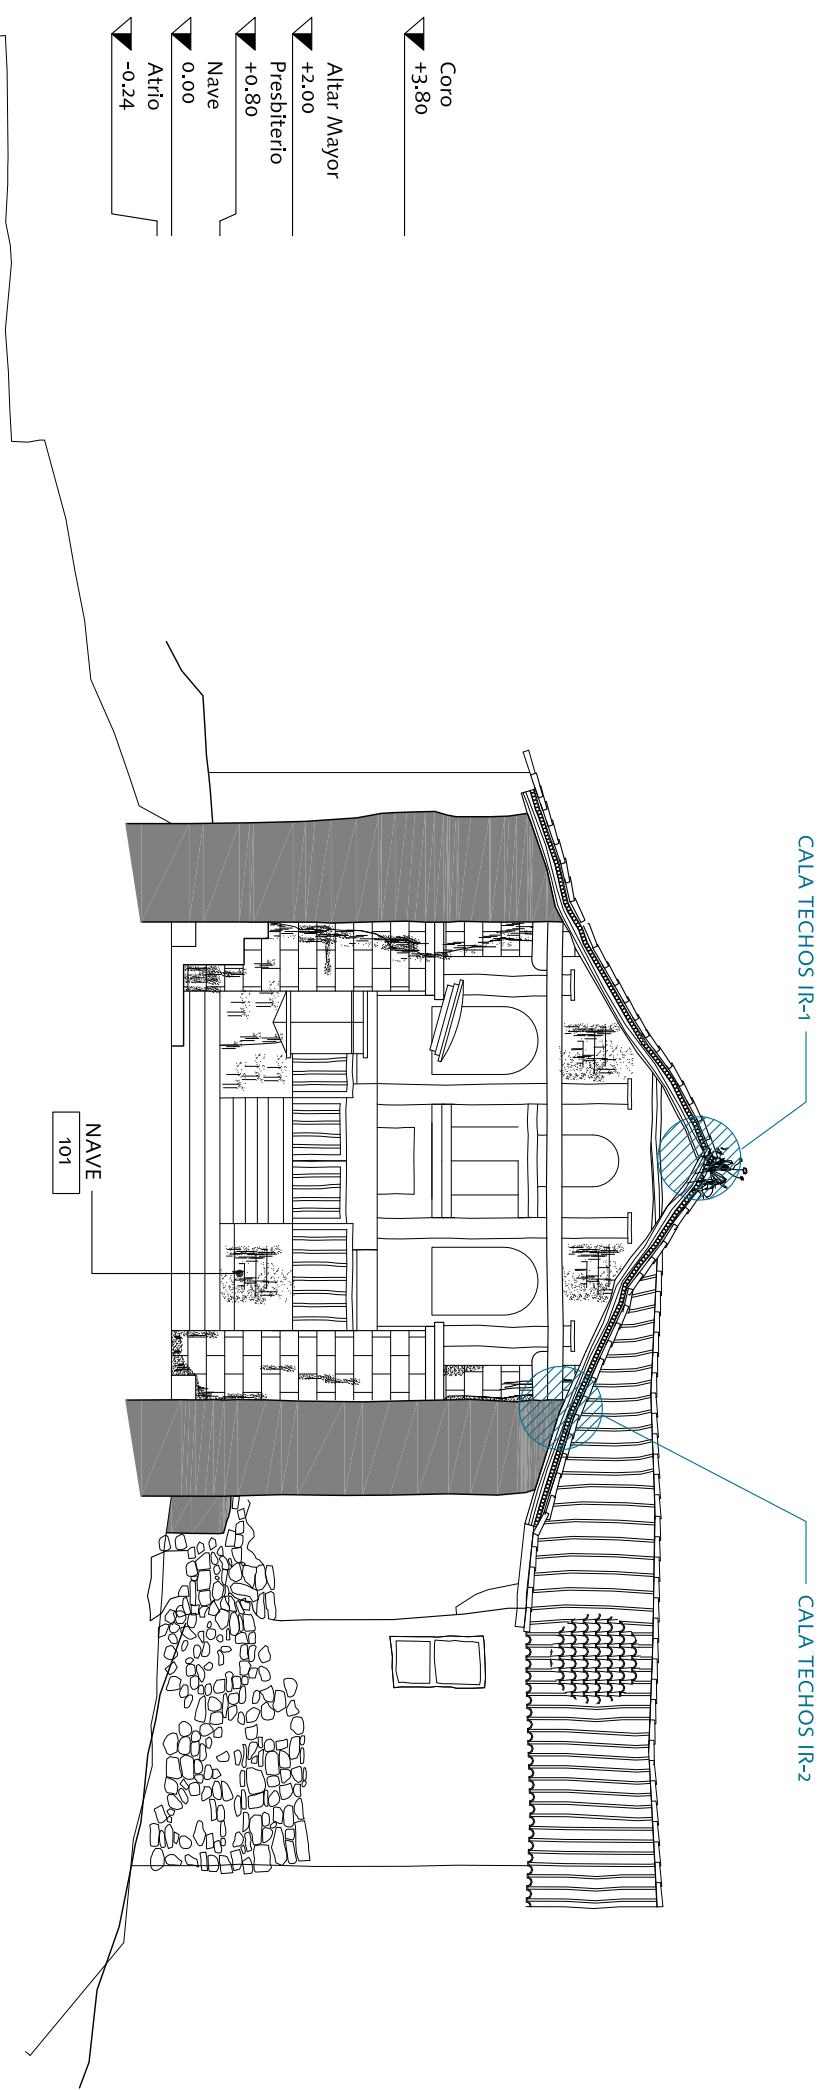 CALA TECHOS IR-1
CALA TECHOS IR-2
Coro
+3.80
Altar Mayor
+2.00
Presbiterio
+0.80
Nave
0.00
Atrio
-0.24
NAVE
101